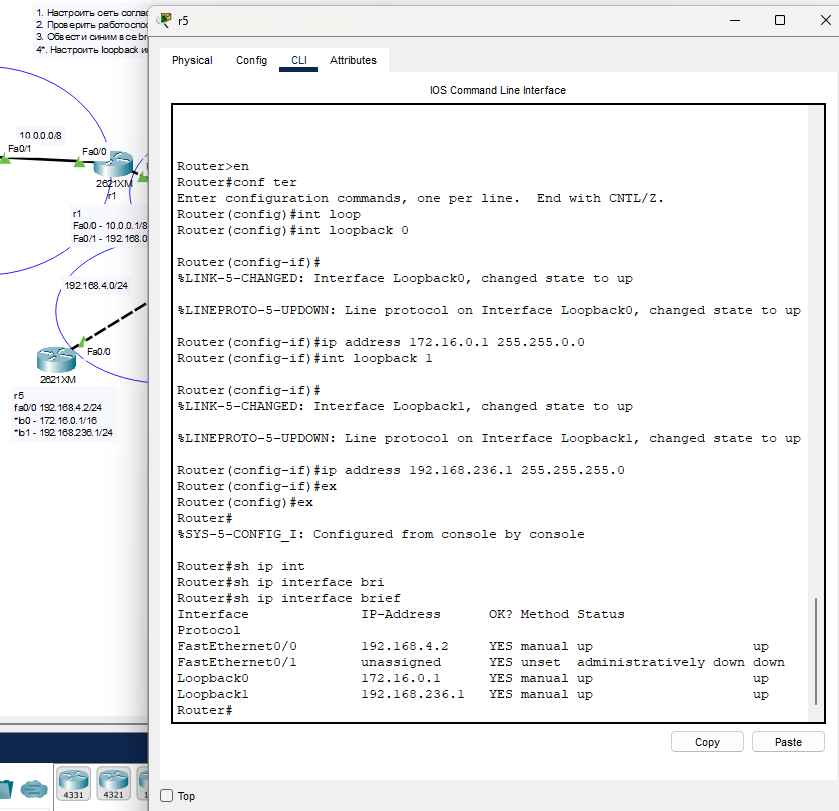 1. Настроить сеть соглас
2. Проверить работоспо
3. Обвести синим все br
4*. Настроить loopback и
10.0.0.0/8
Fa0/1
Fa0/0
2621XM
r1
r1
Fa0/0 - 10.0.0.1/8
Fa0/1 - 192.168.0
192.168.4.0/24
Fa0/0
2621XM
r5
fa0/0 192.168.4.2/24
*lb0 - 172.16.0.1/16
*lb1 - 192.168.236.1/24
4331
4321
r5
Physical Config CLI Attributes
IOS Command Line Interface
Router>en
Router#conf ter
Enter configuration commands, one per line. End with CNTL/Z.
Router(config)#int loop
Router(config)#int loopback 0
Router(config-if)#
%LINK-5-CHANGED: Interface Loopback0, changed state to up
%LINEPROTO-5-UPDOWN: Line protocol on Interface Loopback0, changed state to up
Router(config-if)#ip address 172.16.0.1 255.255.0.0
Router(config-if)#int loopback 1
Router(config-if)#
%LINK-5-CHANGED: Interface Loopback1, changed state to up
%LINEPROTO-5-UPDOWN: Line protocol on Interface Loopback1, changed state to up
Router(config-if)#ip address 192.168.236.1 255.255.255.0
Router(config-if)#ex
Router(config)#ex
Router#
%SYS-5-CONFIG_I: Configured from console by console
Router#sh ip int
Router#sh ip interface bri
Router#sh ip interface brief
Interface IP-Address OK? Method Status
Protocol
FastEthernet0/0 192.168.4.2 YES manual up up
FastEthernet0/1 unassigned YES unset administratively down down
Loopback0 172.16.0.1 YES manual up up
Loopback1 192.168.236.1 YES manual up up
Router#
Copy Paste
Top